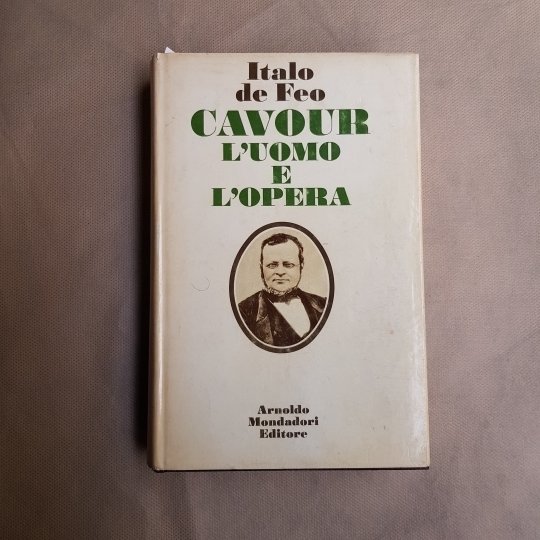 Italo
de Feo
CAVOUR
L'UOMO
E
L'OPERA
Arnoldo
Mondadori
Editore